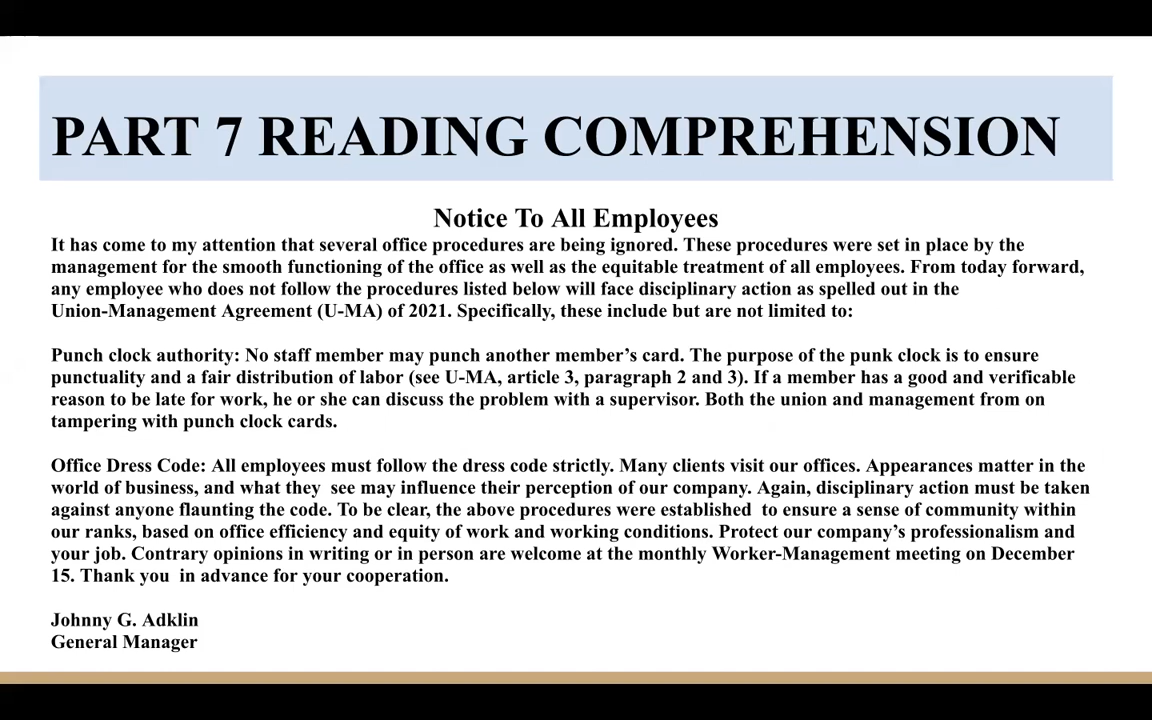 PART 7 READING COMPREHENSION
Notice To All Employees
It has come to my attention that several office procedures are being ignored. These procedures were set in place by the
management for the smooth functioning of the office as well as the equitable treatment of all employees. From today forward,
any employee who does not follow the procedures listed below will face disciplinary action as spelled out in the
Union-Management Agreement (U-MA) of 2021. Specifically, these include but are not limited to:
Punch clock authority: No staff member may punch another member’s card. The purpose of the punk clock is to ensure
punctuality and a fair distribution of labor (see U-MA, article 3, paragraph 2 and 3). If a member has a good and verifiable
reason to be late for work, he or she can discuss the problem with a supervisor. Both the union and management from on
tampering with punch clock cards.
Office Dress Code: All employees must follow the dress code strictly. Many clients visit our offices. Appearances matter in the
world of business, and what they see may influence their perception of our company. Again, disciplinary action must be taken
against anyone flaunting the code. To be clear, the above procedures were established to ensure a sense of community within
our ranks, based on office efficiency and equity of work and working conditions. Protect our company’s professionalism and
your job. Contrary opinions in writing or in person are welcome at the monthly Worker-Management meeting on December
15. Thank you in advance for your cooperation.
Johnny G. Adklin
General Manager